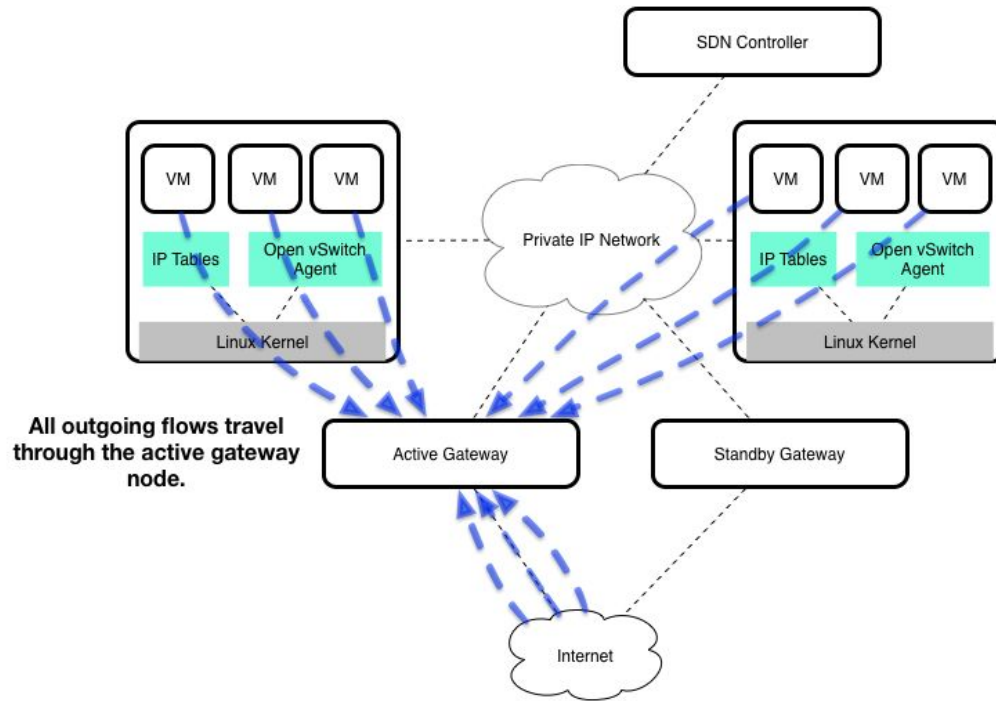 SDN Controller
VM
VM
VM
IP Tables
Open vSwitch
Agent
Linux Kernel
Private IP Network
VM
VM
VM
IP Tables
Open vSwitch
Agent
Linux Kernel
All outgoing flows travel
through the active gateway
node.
Active Gateway
Standby Gateway
Internet